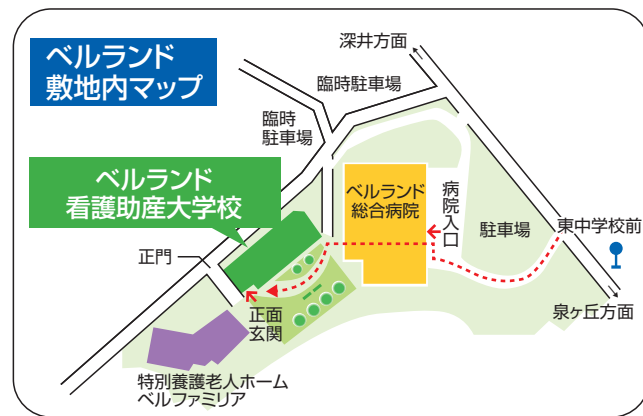 ベルランド
敷地内マップ
深井方面
臨時駐車場
臨時
駐車場
ベルランド
看護助産大学校
ベルランド
総合病院
病院入口
駐車場
東中学校前
正門
泉ヶ丘方面
正面
玄関
特別養護老人ホーム
ベルファミリア